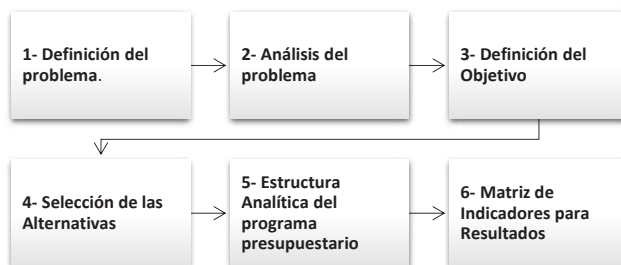 1- Definición del
problema.
2- Análisis del
problema
3- Definición del
Objetivo
4- Selección de las
Alternativas
5- Estructura
Analítica del
programa
presupuestario
6- Matriz de
Indicadores para
Resultados